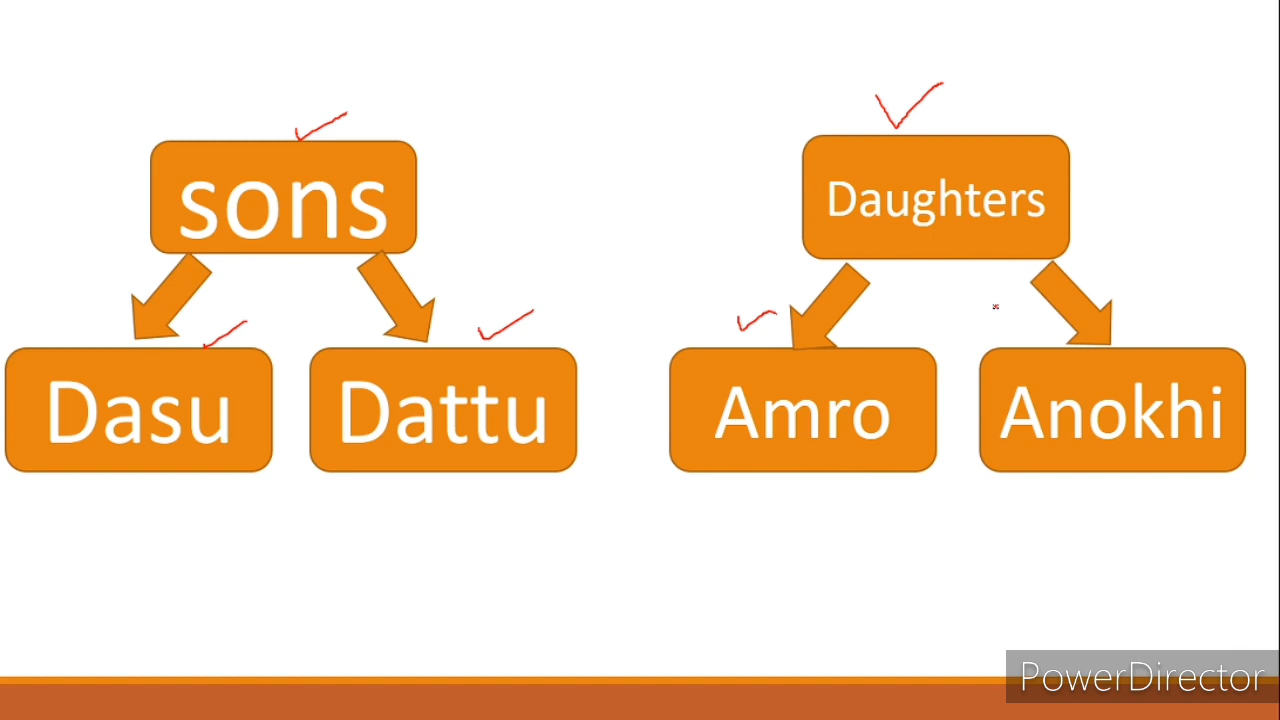 sons
Daughters
Dasu
Dattu
Amro
Anokhi
PowerDirector